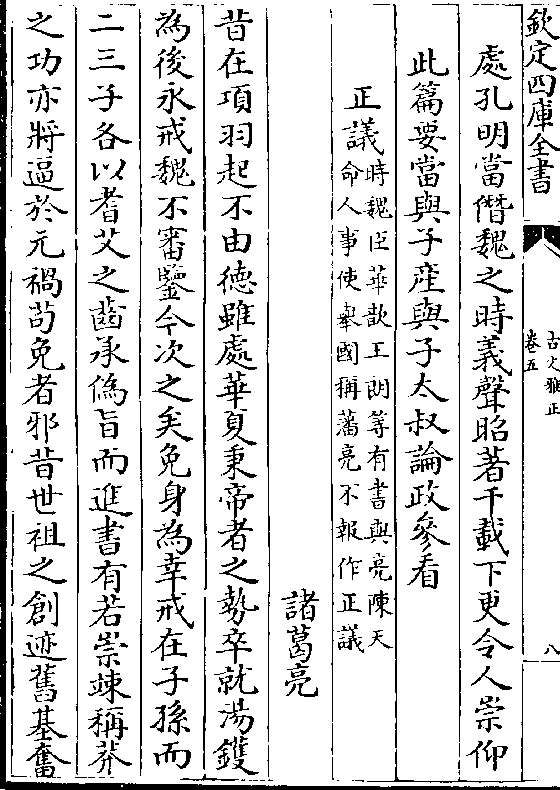 欽定四庫全書
古文雅正
卷五
八
處孔明當僭魏之時義聲昭著千載下更令人崇仰
此篇要當與子產與子太叔論政參看
正議時魏臣華歆王朗等有書與亮陳天
命人事使舉國稱藩亮不報作正議
諸葛亮
昔在項羽起不由德雖處華夏秉帝者之勢卒就湯鑊
為後永戒魏不審鑒今次之矣免身為幸戒在子孫而
二三子各以耆艾之齒承偽旨而進書有若崇竦稱莽
之功亦將逼於元禍苟免者邪昔世祖之創迹舊基奮